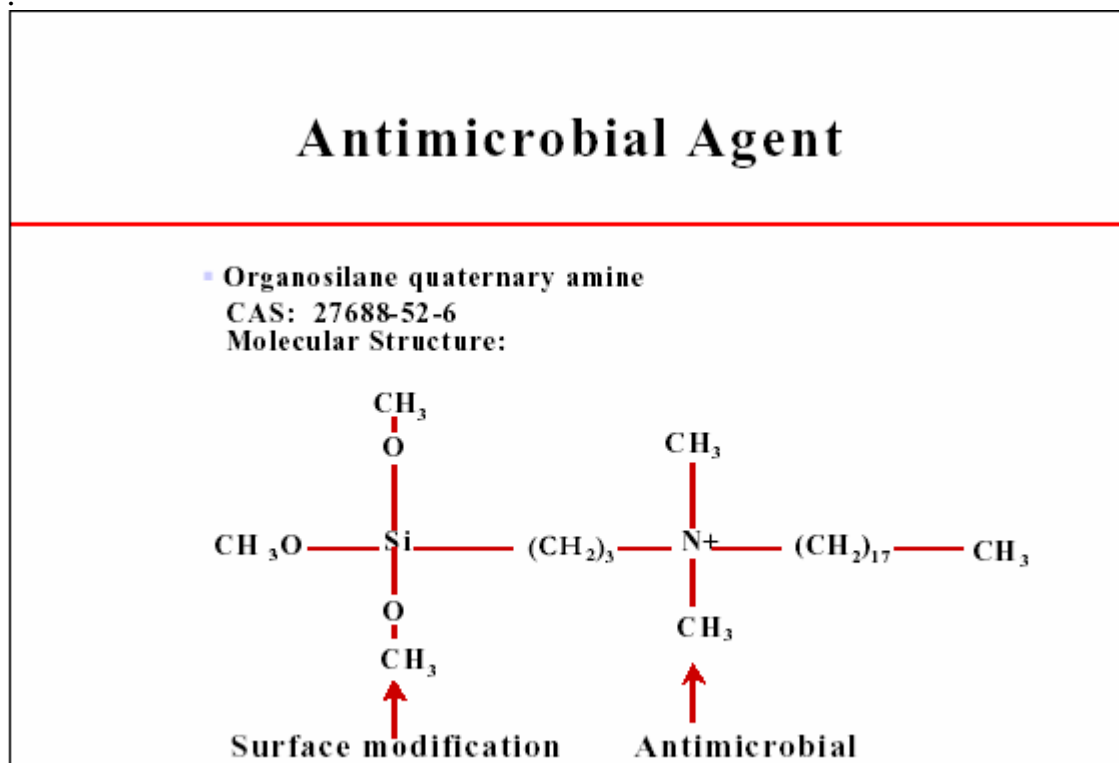 Antimicrobial Agent
Organosilane quaternary amine
CAS: 27688-52-6
Molecular Structure:
CH₃
O
CH₃
CH₃O Si (CH₂)₃ N+ (CH₂)₁₇ CH₃
O
CH₃
CH₃
Surface modification Antimicrobial